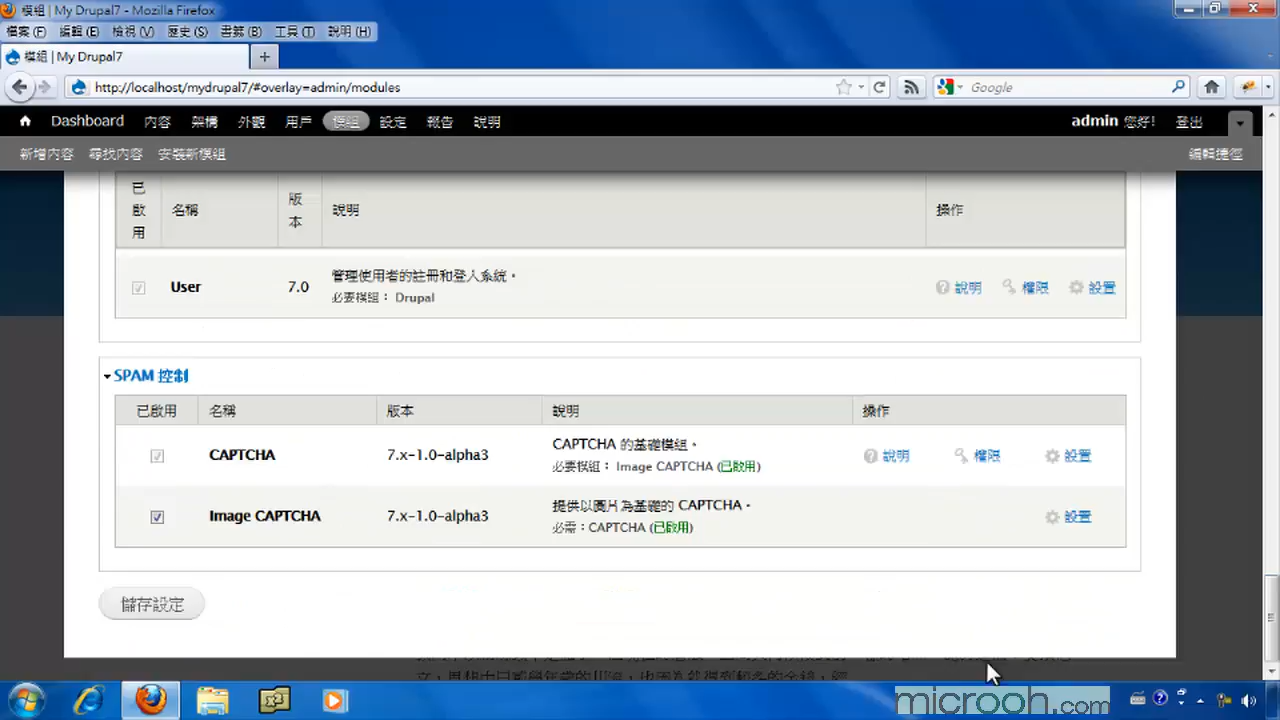 模組 | My Drupal7 - Mozilla Firefox
檔案 (F) 編輯 (E) 檢視 (V) 歷史 (S) 書籤 (B) 工具 (T) 說明 (H)
模組 | My Drupal7
http://localhost/mydrupal7/#overlay=admin/modules
Google
Dashboard 內容 架構 外觀 用戶 模組 設定 報告 說明 admin 您好! 登出
新增內容 尋找內容 安裝新模組 編輯捷徑
已啟用 名稱 版本 說明 操作
User 7.0 管理使用者的註冊和登入系統。 說明 權限 設置
必要模組： Drupal
SPAM 控制
已啟用 名稱 版本 說明 操作
CAPTCHA 7.x-1.0-alpha3 CAPTCHA 的基礎模組。 說明 權限 設置
必要模組： Image CAPTCHA (已啟用)
Image CAPTCHA 7.x-1.0-alpha3 提供以圖片為基礎的 CAPTCHA。 設置
必需：CAPTCHA (已啟用)
儲存設定
microoh.com